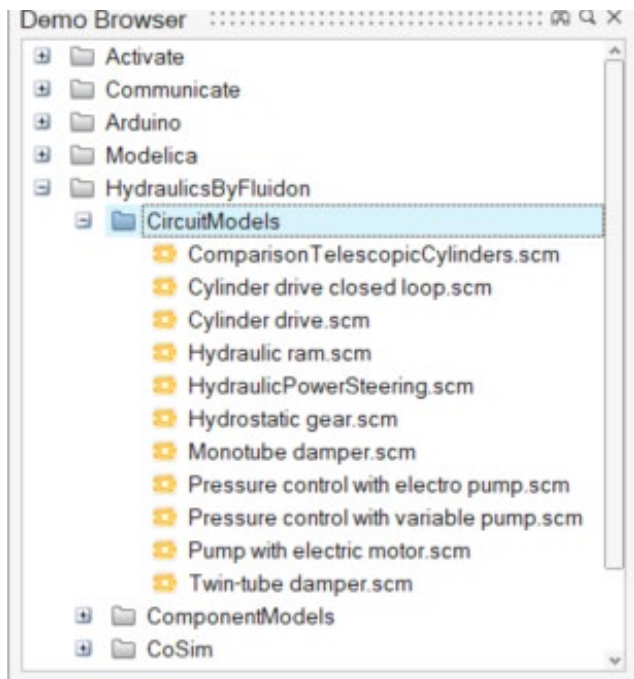 Demo Browser
Activate
Communicate
Arduino
Modelica
HydraulicsByFluidon
CircuitModels
ComparisonTelescopicCylinders.scm
Cylinder drive closed loop.scm
Cylinder drive.scm
Hydraulic ram.scm
HydraulicPowerSteering.scm
Hydrostatic gear.scm
Monotube damper.scm
Pressure control with electro pump.scm
Pressure control with variable pump.scm
Pump with electric motor.scm
Twin-tube damper.scm
ComponentModels
CoSim